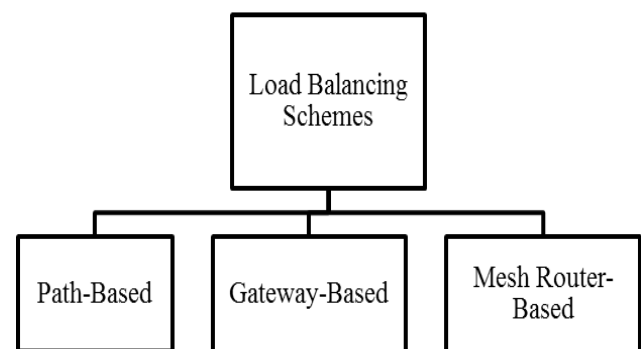 Load Balancing
Schemes
Path-Based
Gateway-Based
Mesh Router-
Based